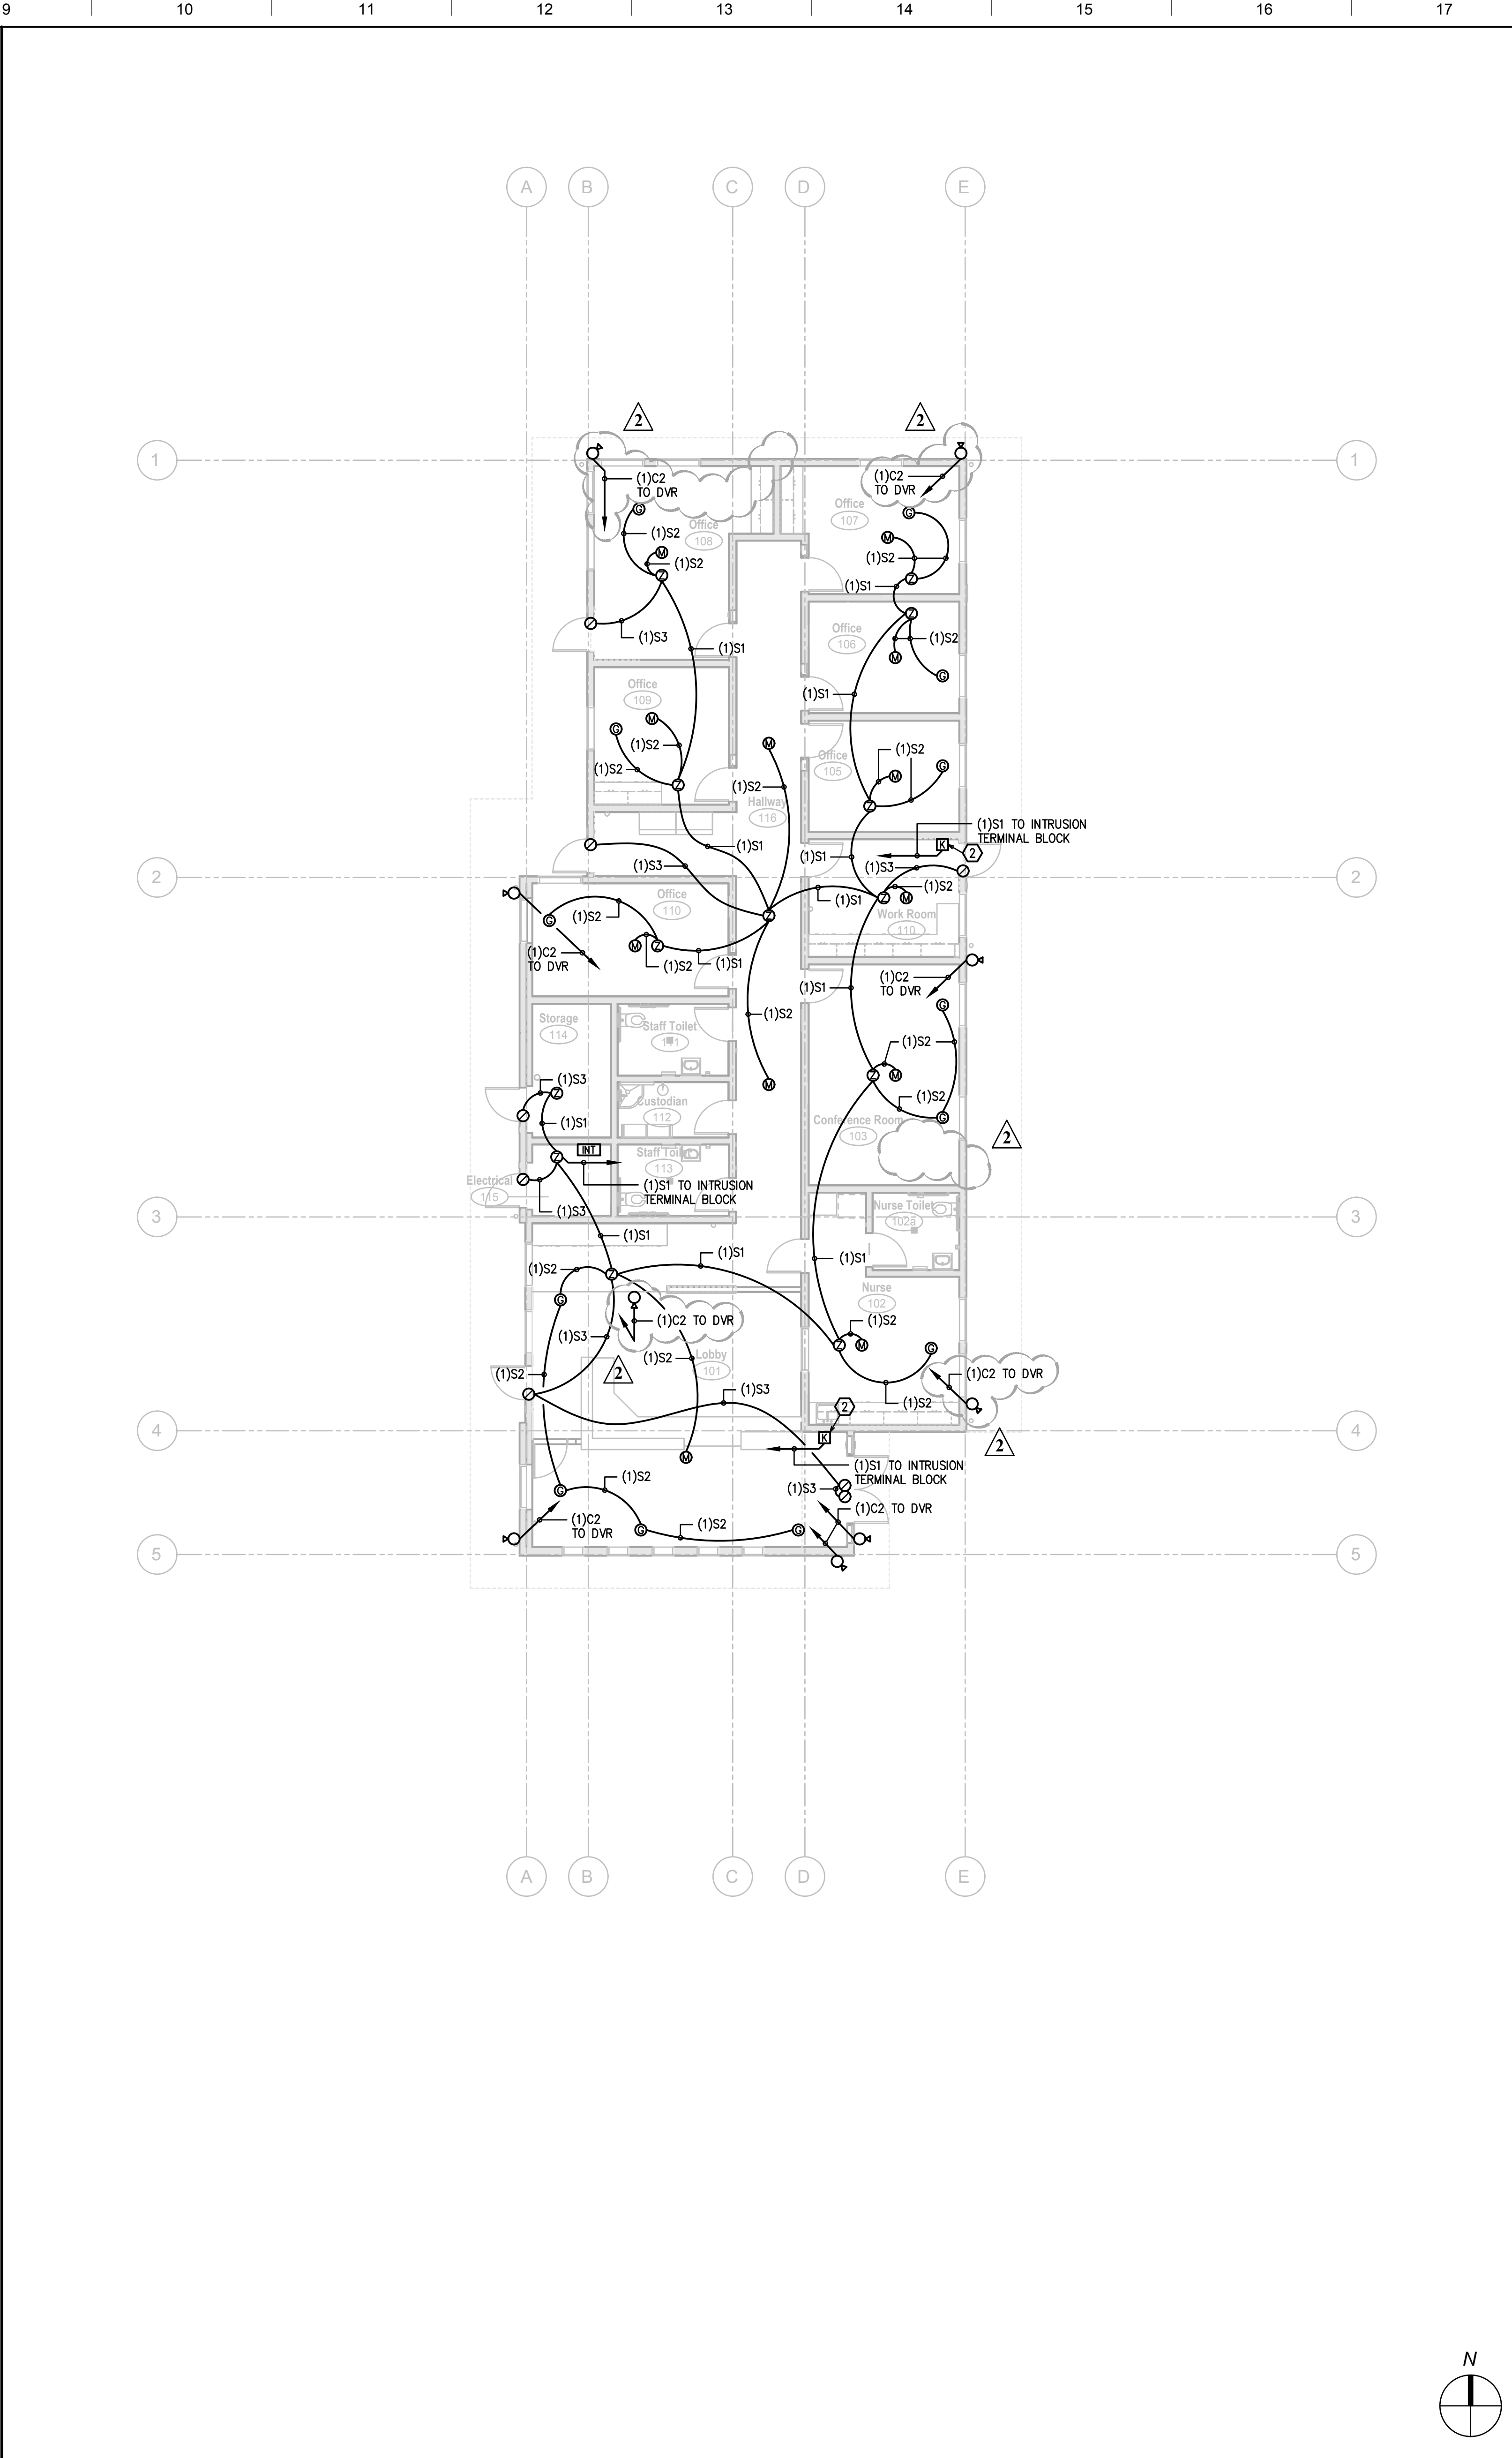 9 10 11 12 13 14 15 16 17
A B C D E
2 2
1 1
(1)C2
TO DVR
(1)C2
TO DVR
Office
107
G
G
Office
108
(1)S2
M
M
(1)S2
(1)S2
Z
Z
(1)S1
Z
(1)S3
Office
106
(1)S2
(1)S1
M
G
Office
109
(1)S1
M
G
(1)S2
(1)S2
Z
M
(1)S2
Hallway
116
(1)S2
Office
105
M
G
Z
(1)S1 TO INTRUSION
TERMINAL BLOCK
K
2
(1)S1
(1)S3
(1)S1
(1)S3
2 2
Office
110
(1)S2
G
M
Z
(1)S2
(1)S1
(1)C2
TO DVR
Z
(1)S1
Z
M
(1)S2
Work Room
110
(1)C2
TO DVR
(1)S1
G
(1)S2
Storage
114
Staff Toilet
111
(1)S2
M
(1)S3
Z
(1)S1
Custodian
112
Z
M
(1)S2
(1)S2
G
Conference Room
103
2
INT
Z
Staff Toilet
113
(1)S1 TO INTRUSION
TERMINAL BLOCK
Electrical
115
(1)S3
3 3
Nurse Toilet
102a
(1)S1
(1)S1
(1)S1
(1)S2
Z
G
(1)C2 TO DVR
Nurse
102
(1)S2
Z
M
G
(1)S3
2
(1)S2
Lobby
101
(1)S2
(1)C2 TO DVR
(1)S3
(1)S2
2
K
4 4
2
M
(1)S1 TO INTRUSION
TERMINAL BLOCK
(1)S2
G
(1)S3
(1)C2 TO DVR
(1)C2
TO DVR
G
(1)S2
G
5 5
A B C D E
N